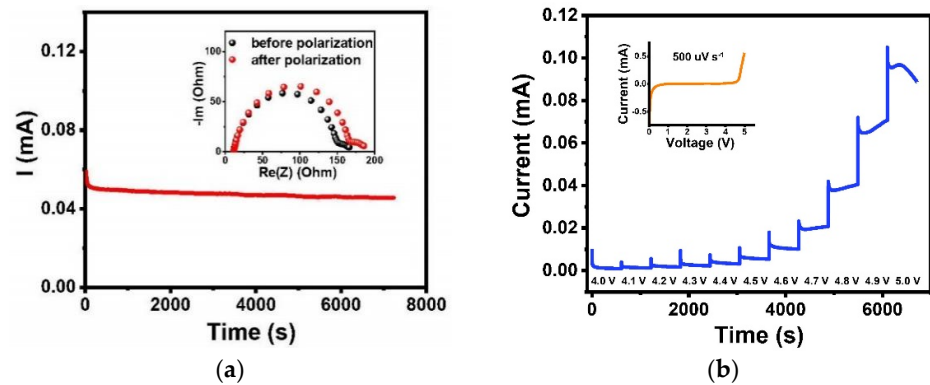 0.12
0.08
0.04
0.00
I (mA)
0
2000
4000
6000
8000
Time (s)
100
50
0
-Im (Ohm)
before polarization
after polarization
0
50
100
150
200
Re(Z) (Ohm)
(a)
0.12
0.10
0.08
0.06
0.04
0.02
0.00
Current (mA)
0.5
0.0
-0.5
Current (mA)
500 uV s⁻¹
0
1
2
3
4
5
Voltage (V)
4.0 V
4.1 V
4.2 V
4.3 V
4.4 V
4.5 V
4.6 V
4.7 V
4.8 V
4.9 V
5.0 V
0
2000
4000
6000
Time (s)
(b)